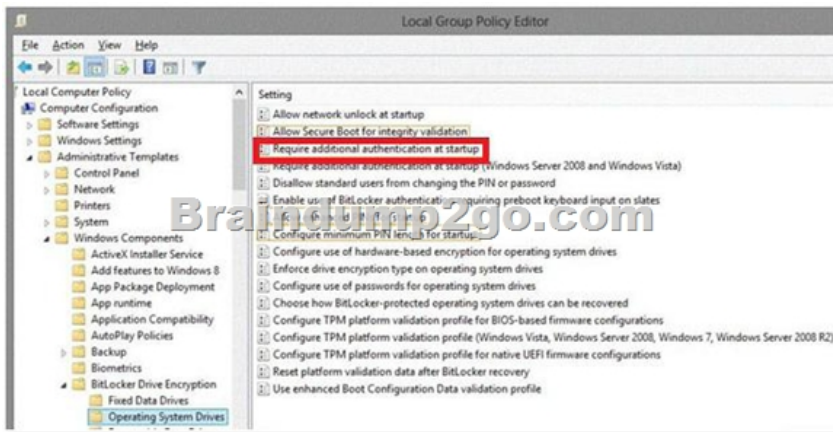 Local Group Policy Editor
File Action View Help
Local Computer Policy
Computer Configuration
Software Settings
Windows Settings
Administrative Templates
Control Panel
Network
Printers
System
Windows Components
ActiveX Installer Service
Add features to Windows 8
App Package Deployment
App runtime
Application Compatibility
AutoPlay Policies
Backup
Biometrics
BitLocker Drive Encryption
Fixed Data Drives
Operating System Drives
Setting
Allow network unlock at startup
Allow Secure Boot for integrity validation
Require additional authentication at startup
Require additional authentication at startup (Windows Server 2008 and Windows Vista)
Disallow standard users from changing the PIN or password
Enable use of BitLocker authentication requiring preboot keyboard input on slates
Braindump2go.com
Configure minimum PIN length for startup
Configure use of hardware-based encryption for operating system drives
Enforce drive encryption type on operating system drives
Configure use of passwords for operating system drives
Choose how BitLocker-protected operating system drives can be recovered
Configure TPM platform validation profile for BIOS-based firmware configurations
Configure TPM platform validation profile (Windows Vista, Windows Server 2008, Windows 7, Windows Server 2008 R2)
Configure TPM platform validation profile for native UEFI firmware configurations
Reset platform validation data after BitLocker recovery
Use enhanced Boot Configuration Data validation profile